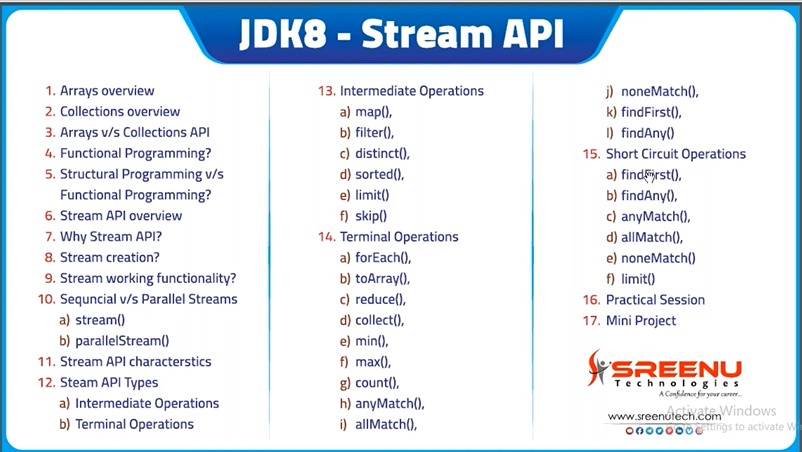 JDK8 - Stream API
1. Arrays overview
2. Collections overview
3. Arrays v/s Collections API
4. Functional Programming?
5. Structural Programming v/s
Functional Programming?
6. Stream API overview
7. Why Stream API?
8. Stream creation?
9. Stream working functionality?
10. Sequncial v/s Parallel Streams
a) stream()
b) parallelStream()
11. Stream API characterstics
12. Steam API Types
a) Intermediate Operations
b) Terminal Operations
13. Intermediate Operations
a) map(),
b) filter(),
c) distinct(),
d) sorted(),
e) limit()
f) skip()
14. Terminal Operations
a) forEach(),
b) toArray(),
c) reduce(),
d) collect(),
e) min(),
f) max(),
g) count(),
h) anyMatch(),
i) allMatch(),
j) noneMatch(),
k) findFirst(),
l) findAny()
15. Short Circuit Operations
a) findFirst(),
b) findAny(),
c) anyMatch(),
d) allMatch(),
e) noneMatch()
f) limit()
16. Practical Session
17. Mini Project
SREENU
Technologies
A Confidence for your career...
www.sreenutech.com
Activate Windows
Settings to activate